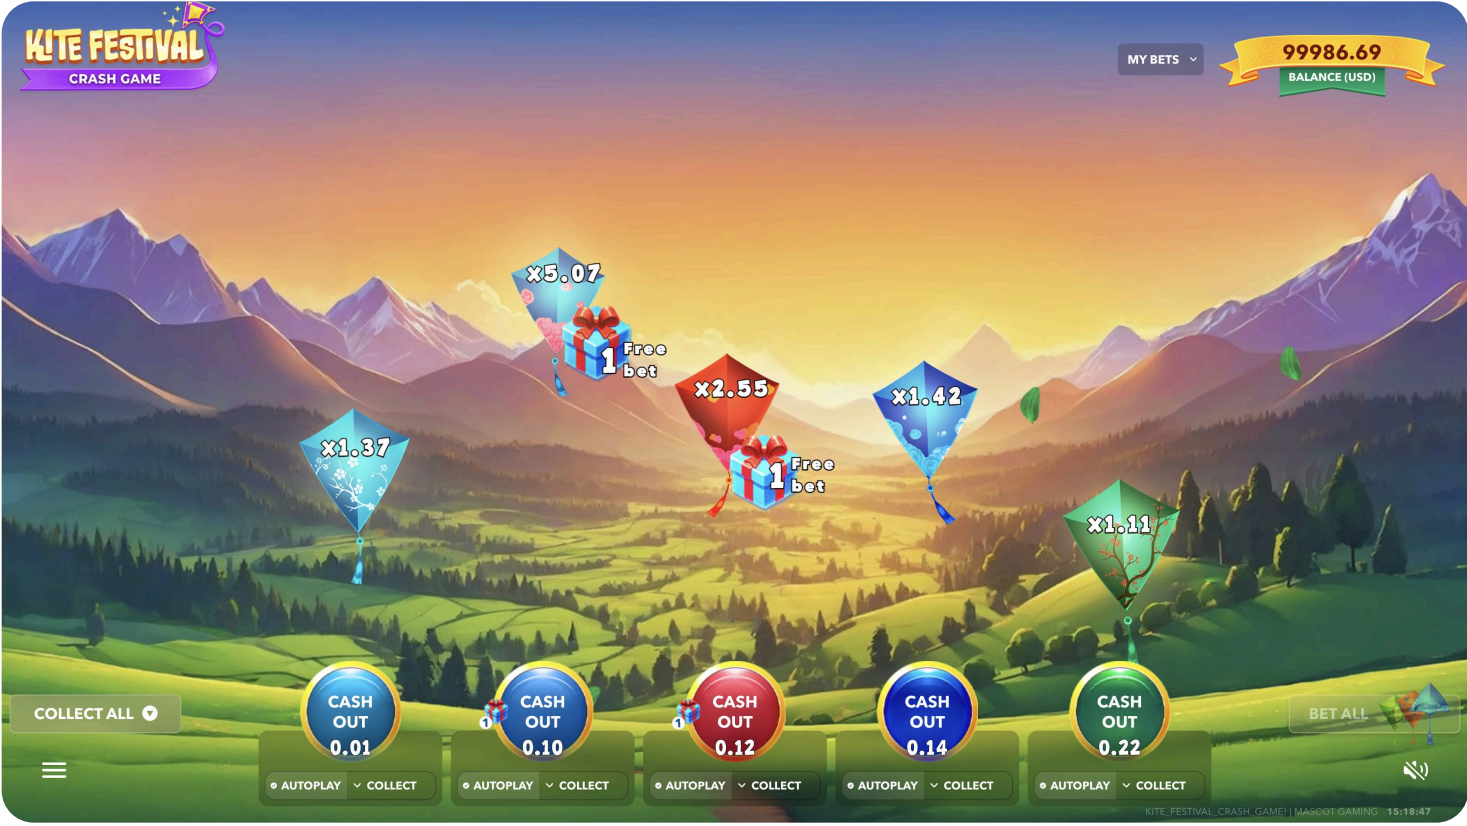 KITE FESTIVAL
CRASH GAME
MY BETS
99986.69
BALANCE (USD)
x5.07
1 Free
bet
x2.55
1 Free
bet
x1.42
x1.37
x1.11
COLLECT ALL
CASH
OUT
0.01
1
CASH
OUT
0.10
1
CASH
OUT
0.12
CASH
OUT
0.14
CASH
OUT
0.22
BET ALL
AUTOPLAY COLLECT
AUTOPLAY COLLECT
AUTOPLAY COLLECT
AUTOPLAY COLLECT
AUTOPLAY COLLECT
KITE_FESTIVAL_CRASH_GAME! | MASCOT GAMING 15:18:47